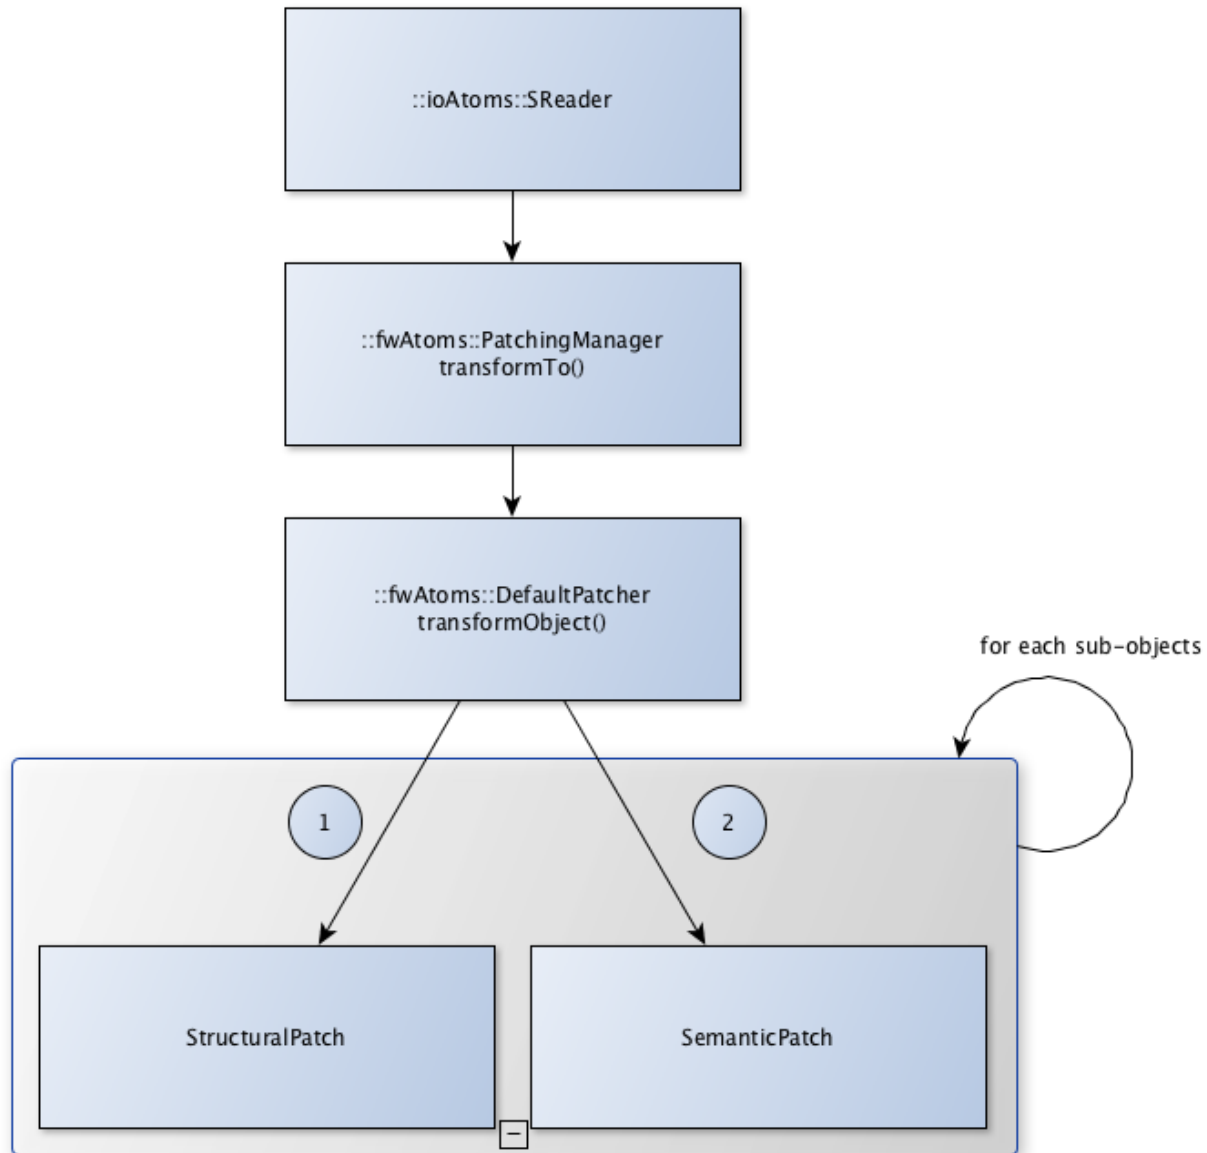 ::ioAtoms::SReader
::fwAtoms::PatchingManager
transformTo()
::fwAtoms::DefaultPatcher
transformObject()
for each sub-objects
1
2
StructuralPatch
SemanticPatch